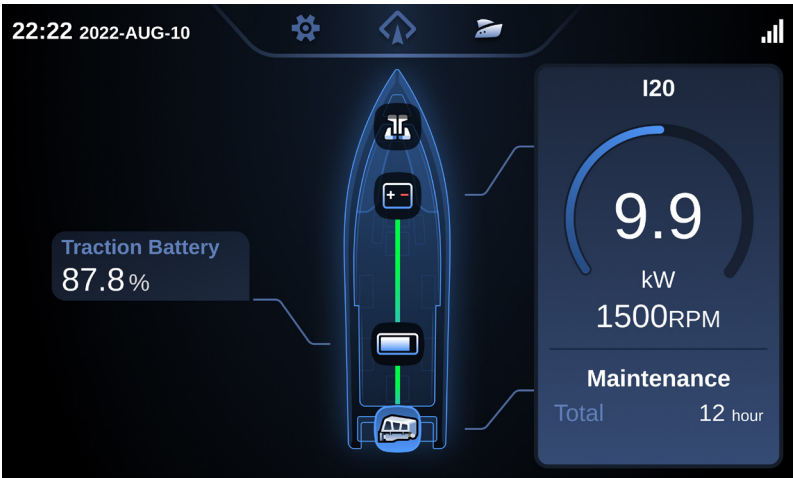 22:22 2022-AUG-10
I20
9.9
kW
1500RPM
Traction Battery
87.8%
Maintenance
Total 12 hour